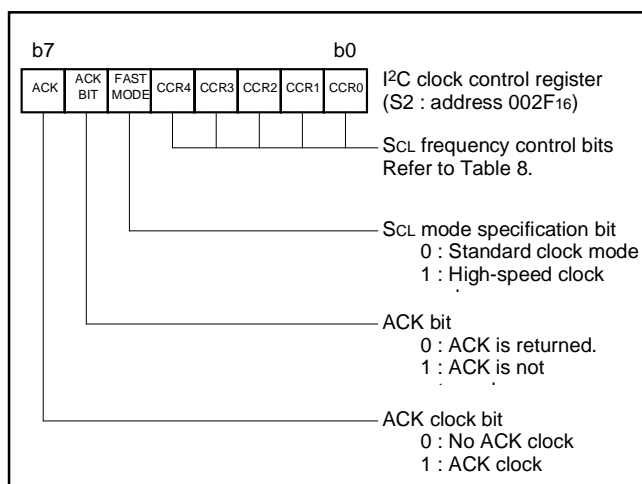 b7 b0
ACK
ACK BIT
FAST MODE
CCR4
CCR3
CCR2
CCR1
CCR0
I2C clock control register
(S2 : address 002F16)
SCL frequency control bits
Refer to Table 8.
SCL mode specification bit
0 : Standard clock mode
1 : High-speed clock
ACK bit
0 : ACK is returned.
1 : ACK is not
ACK clock bit
0 : No ACK clock
1 : ACK clock